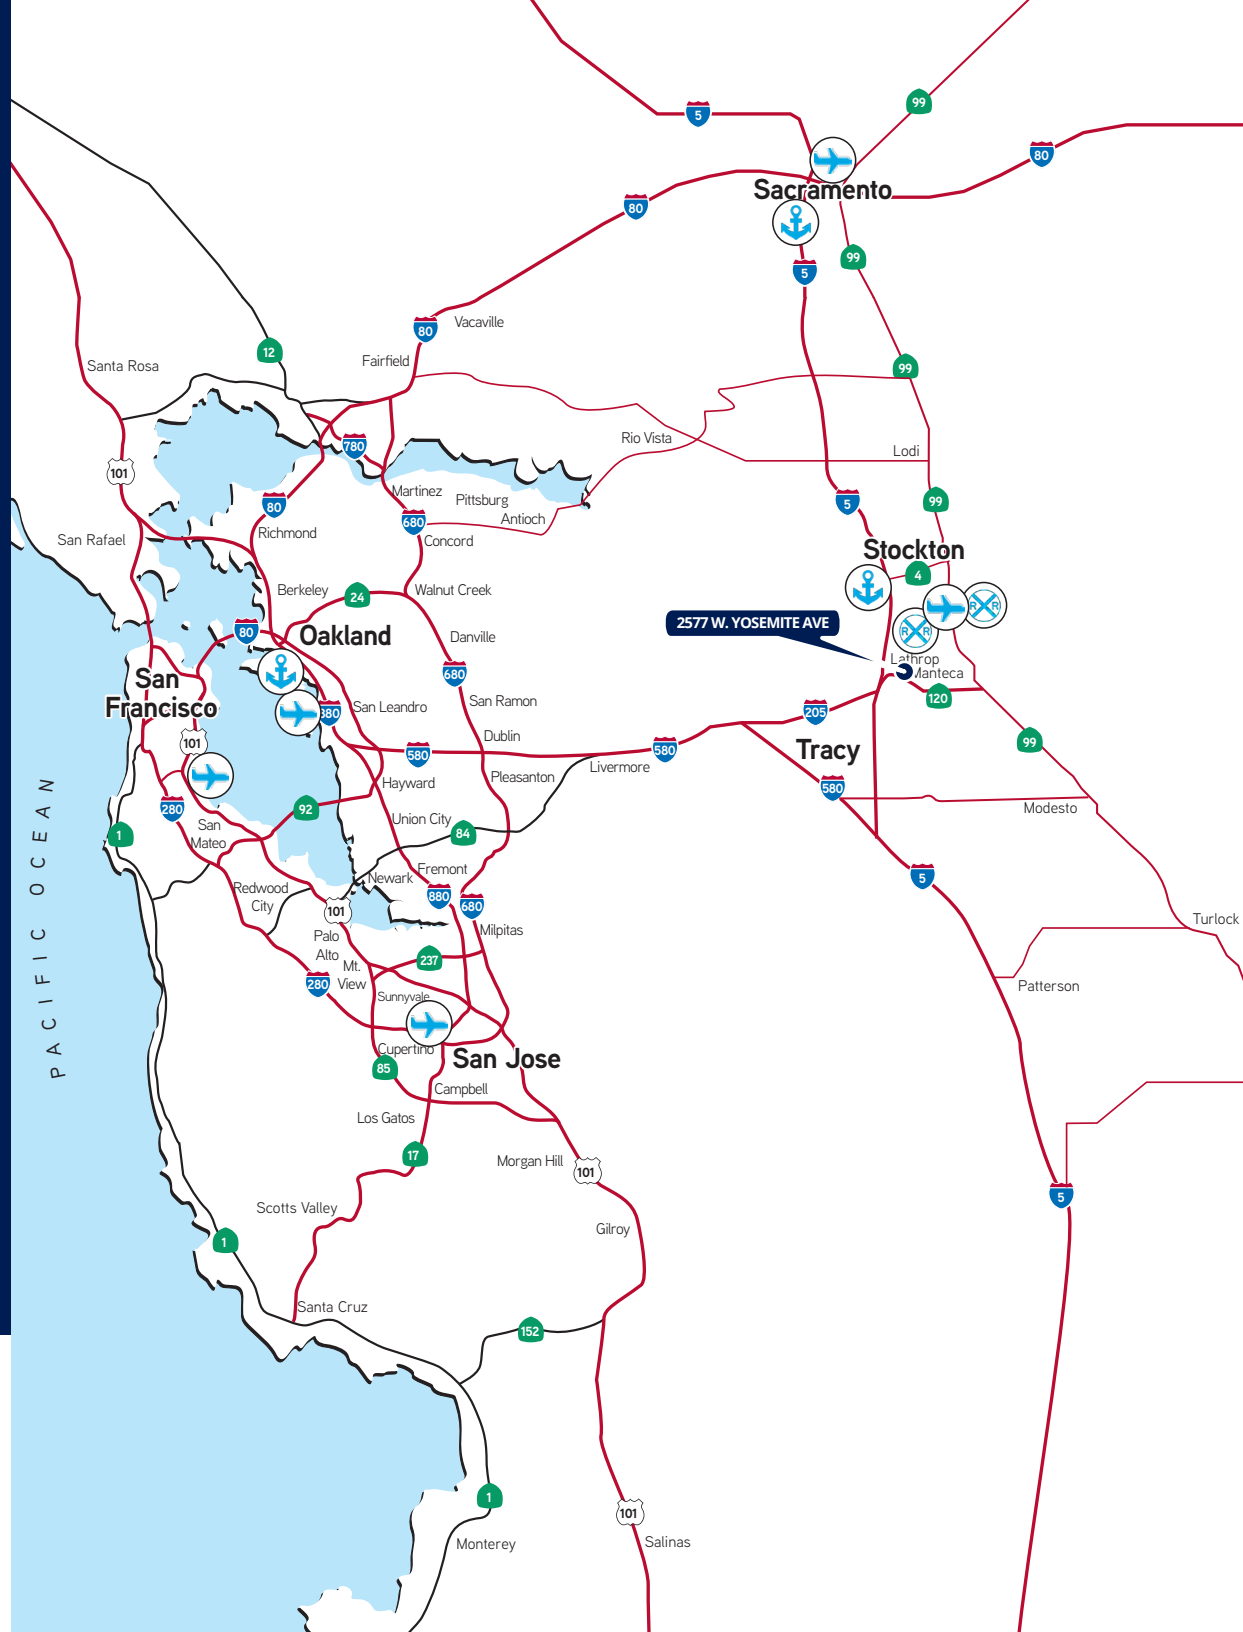 5
99
80
Sacramento
80
99
5
80
Vacaville
12
Fairfield
Santa Rosa
99
Rio Vista
780
Lodi
101
Martinez
Pittsburg
80
5
99
Antioch
680
Richmond
San Rafael
Concord
Stockton
4
Berkeley
24
Walnut Creek
R R
2577 W. YOSEMITE AVE
80
Oakland
Danville
R R
Lathrop
Manteca
680
San
Francisco
San Leandro
San Ramon
120
880
205
Dublin
101
580
580
Tracy
99
Livermore
Pleasanton
Hayward
580
280
92
Modesto
Union City
84
San
Mateo
1
Fremont
Newark
5
Redwood
City
880
680
101
Turlock
Milpitas
Palo
Alto
237
Mt.
View
280
Patterson
Sunnyvale
PACIFIC OCEAN
Cupertino
San Jose
85
Campbell
Los Gatos
17
Morgan Hill
101
5
Scotts Valley
Gilroy
1
Santa Cruz
152
1
101
Monterey
Salinas